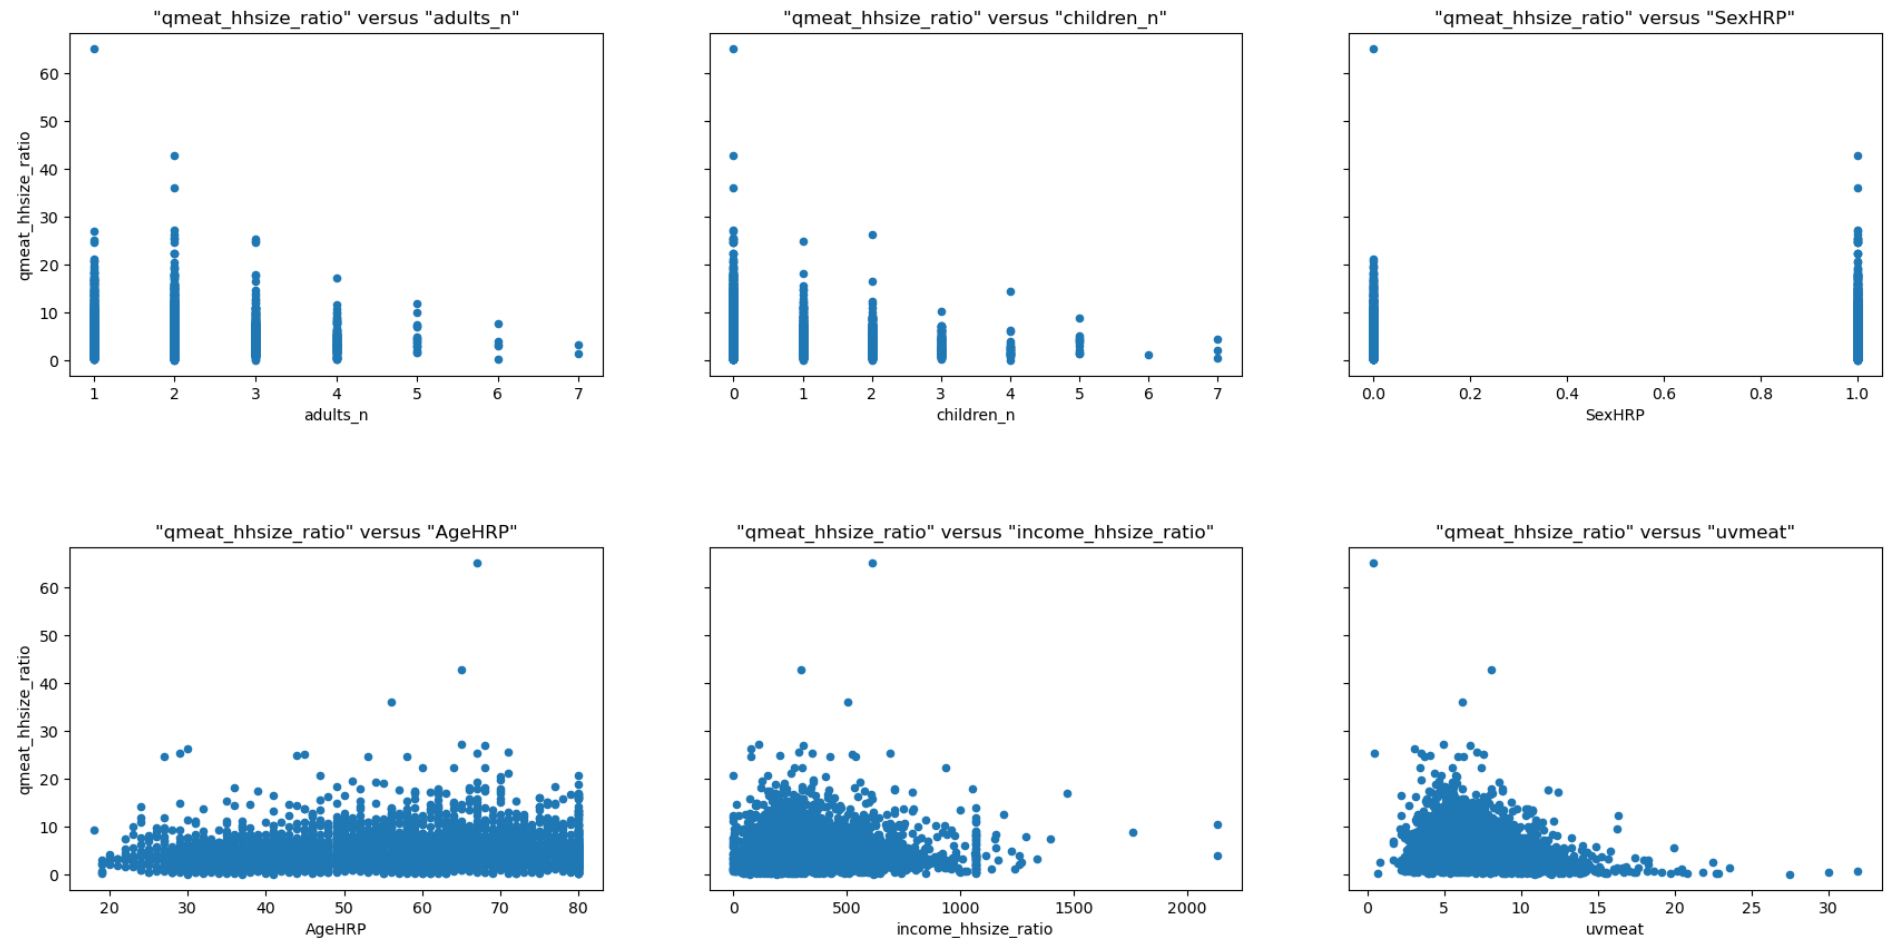 "qmeat_hhsize_ratio" versus "adults_n"
"qmeat_hhsize_ratio" versus "children_n"
"qmeat_hhsize_ratio" versus "SexHRP"
qmeat_hhsize_ratio
60
50
40
30
20
10
0
1 2 3 4 5 6 7
adults_n
0 1 2 3 4 5 6 7
children_n
0.0 0.2 0.4 0.6 0.8 1.0
SexHRP
"qmeat_hhsize_ratio" versus "AgeHRP"
"qmeat_hhsize_ratio" versus "income_hhsize_ratio"
"qmeat_hhsize_ratio" versus "uvmeat"
qmeat_hhsize_ratio
60
50
40
30
20
10
0
20 30 40 50 60 70 80
AgeHRP
0 500 1000 1500 2000
income_hhsize_ratio
0 5 10 15 20 25 30
uvmeat